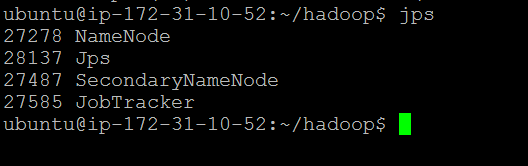 ubuntu@ip-172-31-10-52:~/hadoop$ jps
27278 NameNode
28137 Jps
27487 SecondaryNameNode
27585 JobTracker
ubuntu@ip-172-31-10-52:~/hadoop$